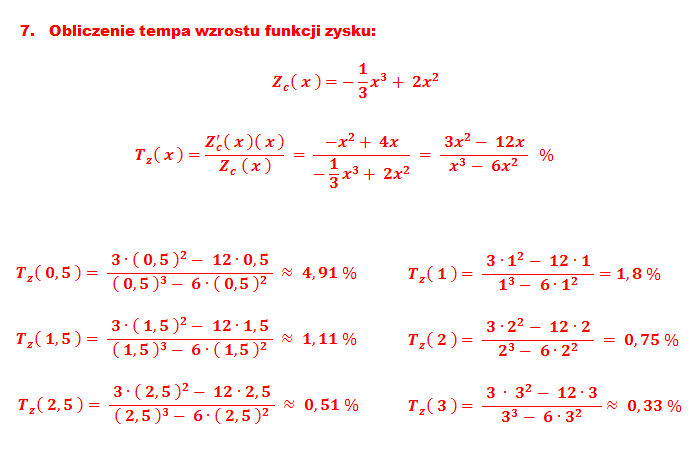 7. Obliczenie tempa wzrostu funkcji zysku:
Z_c( x ) = − 1/3 x³ + 2x²
T_z( x ) = Z′_c( x )( x ) / Z_c ( x ) = (−x² + 4x) / (− 1/3 x³ + 2x²) = (3x² − 12x) / (x³ − 6x²) %
T_z( 0,5 ) = (3 · ( 0,5 )² − 12 · 0,5) / (( 0,5 )³ − 6 · ( 0,5 )²) ≈ 4,91 %
T_z( 1 ) = (3 · 1² − 12 · 1) / (1³ − 6 · 1²) = 1,8 %
T_z( 1,5 ) = (3 · ( 1,5 )² − 12 · 1,5) / (( 1,5 )³ − 6 · ( 1,5 )²) ≈ 1,11 %
T_z( 2 ) = (3 · 2² − 12 · 2) / (2³ − 6 · 2²) = 0,75 %
T_z( 2,5 ) = (3 · ( 2,5 )² − 12 · 2,5) / (( 2,5 )³ − 6 · ( 2,5 )²) ≈ 0,51 %
T_z( 3 ) = (3 · 3² − 12 · 3) / (3³ − 6 · 3²) ≈ 0,33 %